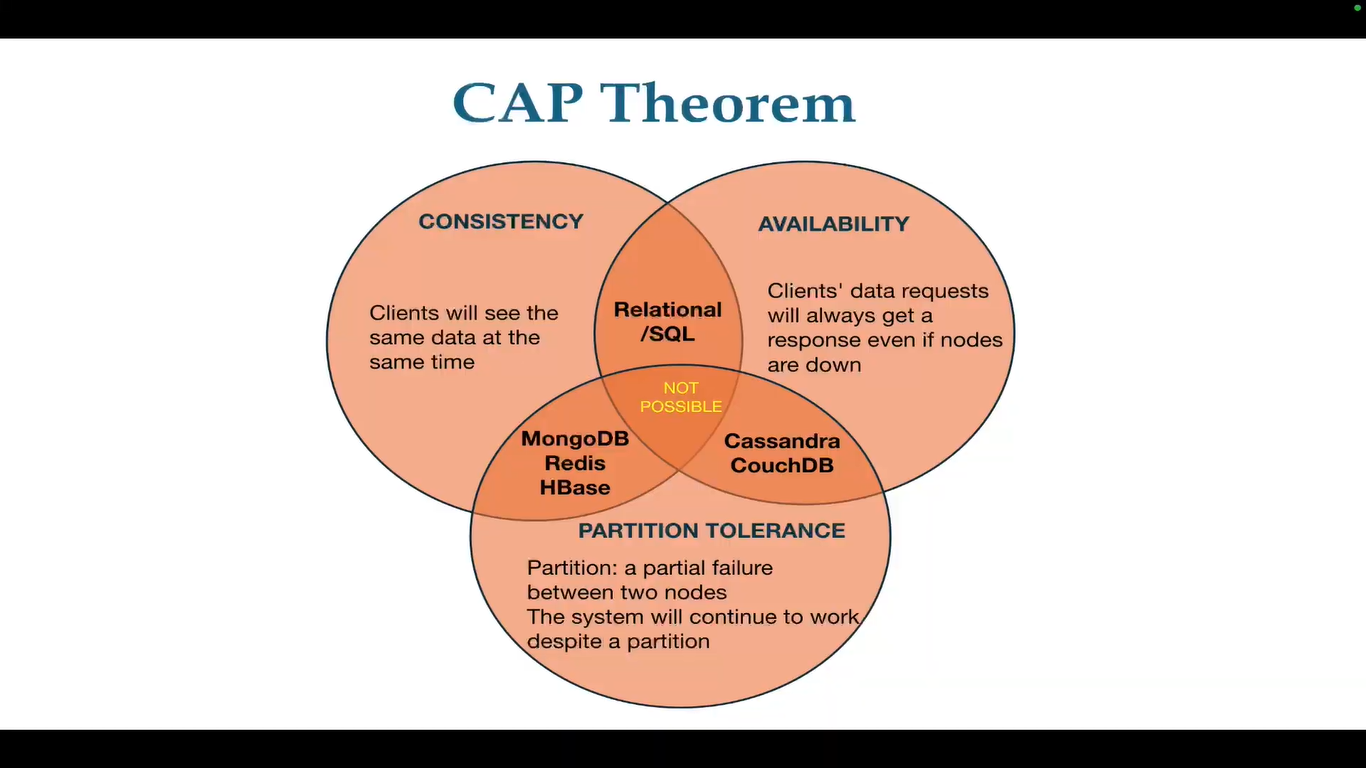 CAP Theorem
CONSISTENCY
Clients will see the
same data at the
same time
Relational
/SQL
AVAILABILITY
Clients' data requests
will always get a
response even if nodes
are down
NOT
POSSIBLE
MongoDB
Redis
HBase
Cassandra
CouchDB
PARTITION TOLERANCE
Partition: a partial failure
between two nodes
The system will continue to work
despite a partition